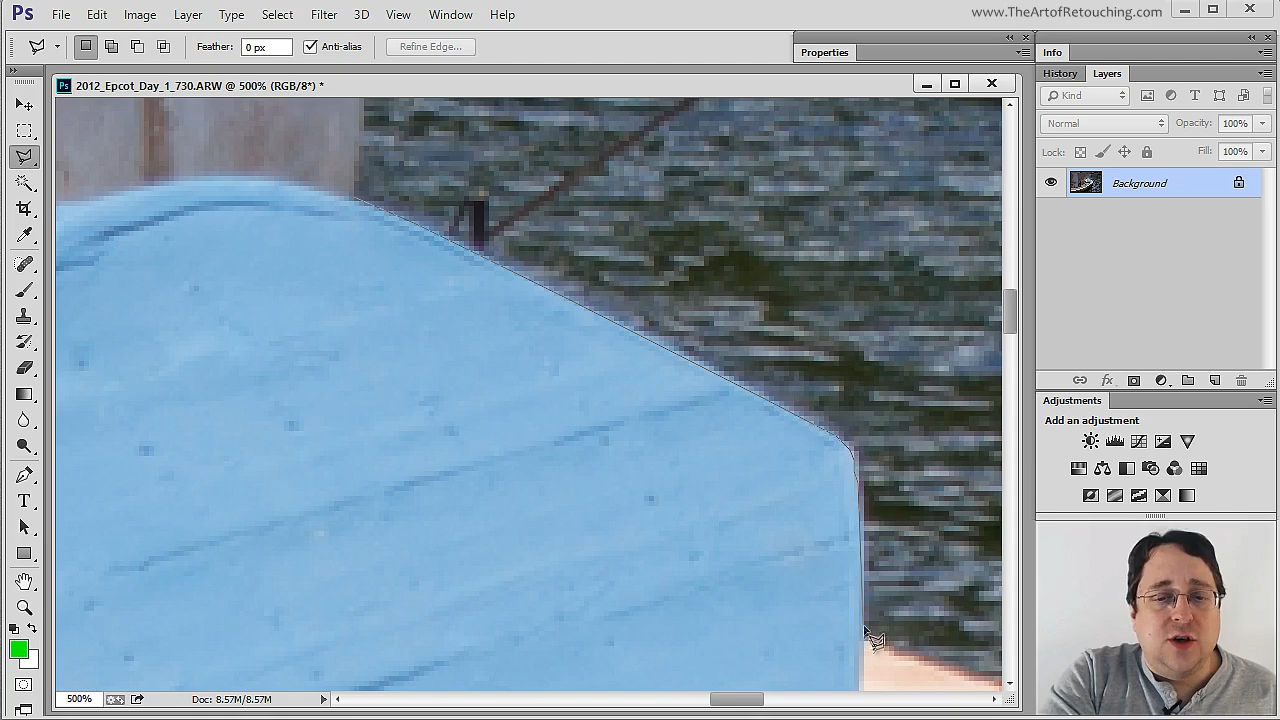 Ps File Edit Image Layer Type Select Filter 3D View Window Help www.TheArtofRetouching.com
Feather: 0 px Anti-alias Refine Edge...
Properties
Info
Ps 2012_Epcot_Day_1_730.ARW @ 500% (RGB/8*) *
History Layers
Kind
Normal Opacity: 100%
Lock: Fill: 100%
Background
Adjustments
Add an adjustment
T
T
500% Doc: 8.57M/8.57M